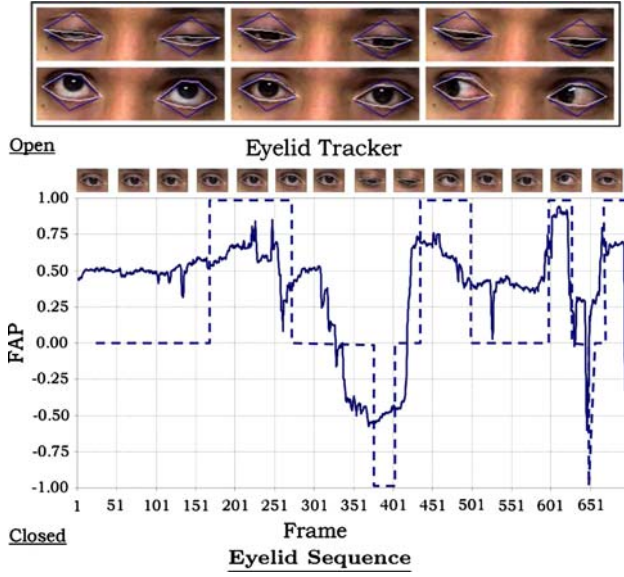 Open
Eyelid Tracker
1.00
0.75
0.50
0.25
0.00
-0.25
-0.50
-0.75
-1.00
FAP
1 51 101 151 201 251 301 351 401 451 501 551 601 651
Closed
Frame
Eyelid Sequence